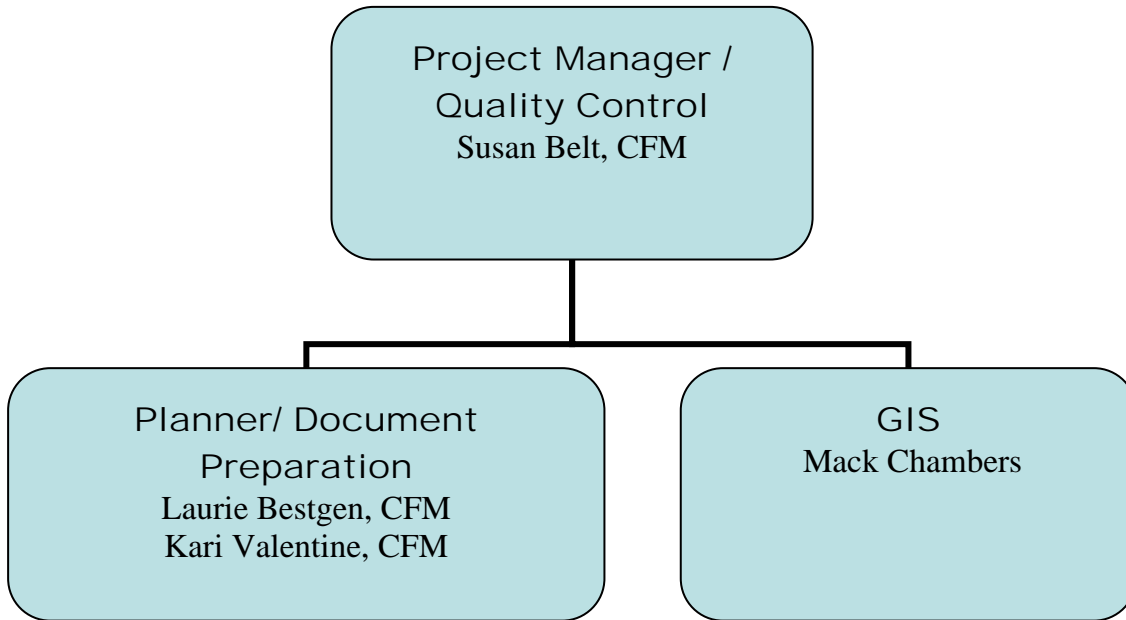 Project Manager /
Quality Control
Susan Belt, CFM
Planner/ Document
Preparation
Laurie Bestgen, CFM
Kari Valentine, CFM
GIS
Mack Chambers